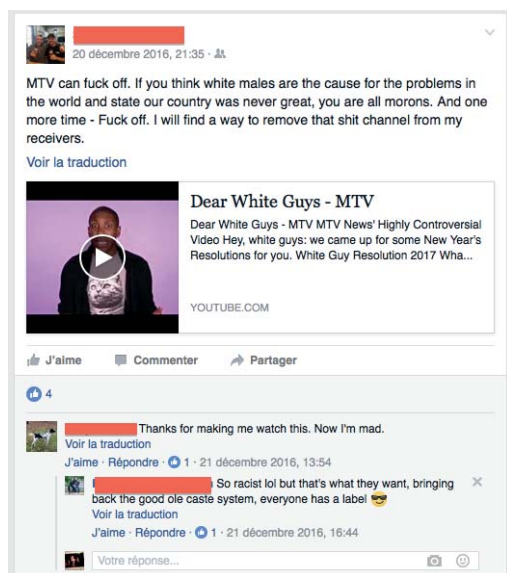 20 décembre 2016, 21:35 ·
MTV can fuck off. If you think white males are the cause for the problems in
the world and state our country was never great, you are all morons. And one
more time - Fuck off. I will find a way to remove that shit channel from my
receivers.
Voir la traduction
Dear White Guys - MTV
Dear White Guys - MTV MTV News' Highly Controversial
Video Hey, white guys: we came up for some New Year's
Resolutions for you. White Guy Resolution 2017 Wha...
YOUTUBE.COM
J'aime Commenter Partager
4
Thanks for making me watch this. Now I'm mad.
Voir la traduction
J'aime · Répondre · 1 · 21 décembre 2016, 13:54
So racist lol but that's what they want, bringing
back the good ole caste system, everyone has a label 😎
Voir la traduction
J'aime · Répondre · 1 · 21 décembre 2016, 16:44
Votre réponse...